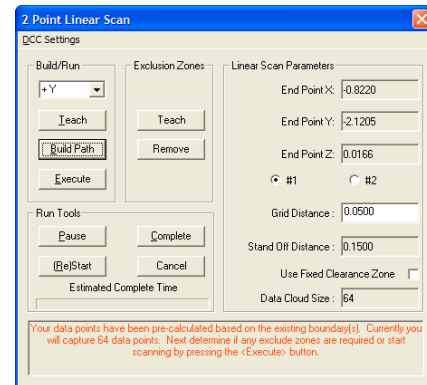 2 Point Linear Scan
DCC Settings
Build/Run
+Y
Teach
Build Path
Execute
Exclusion Zones
Teach
Remove
Linear Scan Parameters
End Point X: -0.8220
End Point Y: -2.1205
End Point Z: 0.0166
#1 #2
Grid Distance : 0.0500
Stand Off Distance : 0.1500
Use Fixed Clearance Zone
Data Cloud Size : 64
Run Tools
Pause Complete
(Re)Start Cancel
Estimated Complete Time
Your data points have been pre-calculated based on the existing boundary(s). Currently you
will capture 64 data points. Next determine if any exclude zones are required or start
scanning by pressing the <Execute> button.